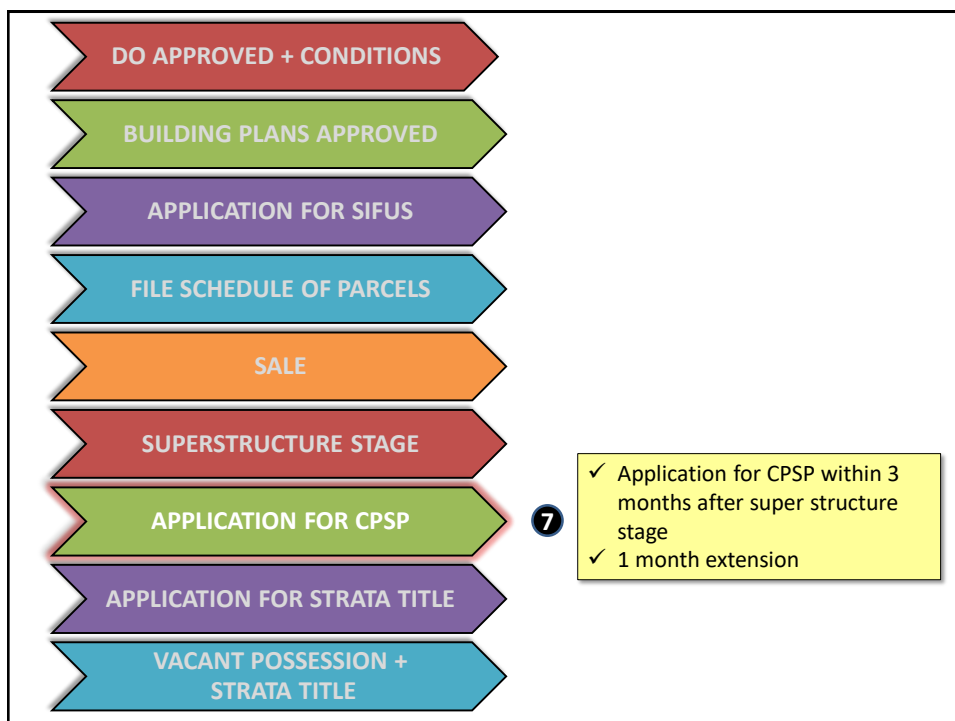 DO APPROVED + CONDITIONS
BUILDING PLANS APPROVED
APPLICATION FOR SIFUS
FILE SCHEDULE OF PARCELS
SALE
SUPERSTRUCTURE STAGE
APPLICATION FOR CPSP
7
✓ Application for CPSP within 3
months after super structure
stage
✓ 1 month extension
APPLICATION FOR STRATA TITLE
VACANT POSSESSION +
STRATA TITLE